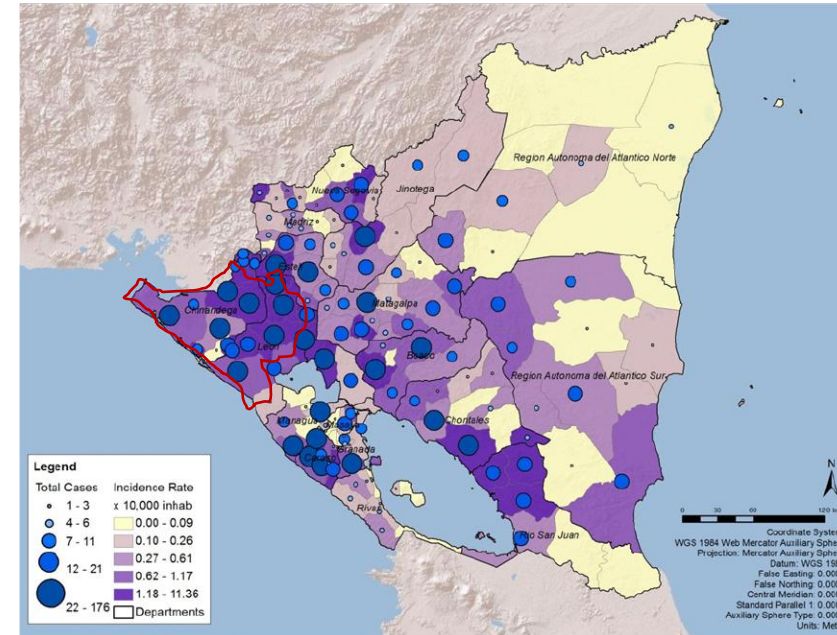 Region Autonoma del Atlantico Norte
Jinotega
Nueva Segovia
Madriz
Esteli
Chinandega
Matagalpa
León
Boaco
Region Autonoma del Atlantico Sur
Chontales
Managua
Masaya
Granada
Carazo
Rivas
Rio San Juan
Legend
Total Cases
1 - 3
4 - 6
7 - 11
12 - 21
22 - 176
Incidence Rate
x 10,000 inhab
0.00 - 0.09
0.10 - 0.26
0.27 - 0.61
0.62 - 1.17
1.18 - 11.36
Departments
N
0 30 60 120
Coordinate System
WGS 1984 Web Mercator Auxiliary Sphe
Projection: Mercator Auxiliary Sphe
Datum: WGS 198
False Easting: 0.000
False Northing: 0.000
Central Meridian: 0.000
Standard Parallel 1: 0.000
Auxiliary Sphere Type: 0.000
Units: Met